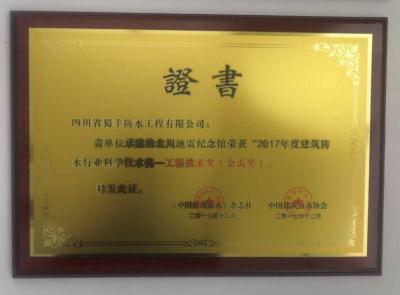 證書
四川省蜀羊防水工程有限公司：
贵单位承建的北川地震纪念馆荣获“2017年度建筑防
水行业科学技术奖—工程技术奖（金禹奖）。
特发此证。
《中国建筑防水》杂志社 中国建筑防水协会
二零一七年十二月 二零一七年十二月